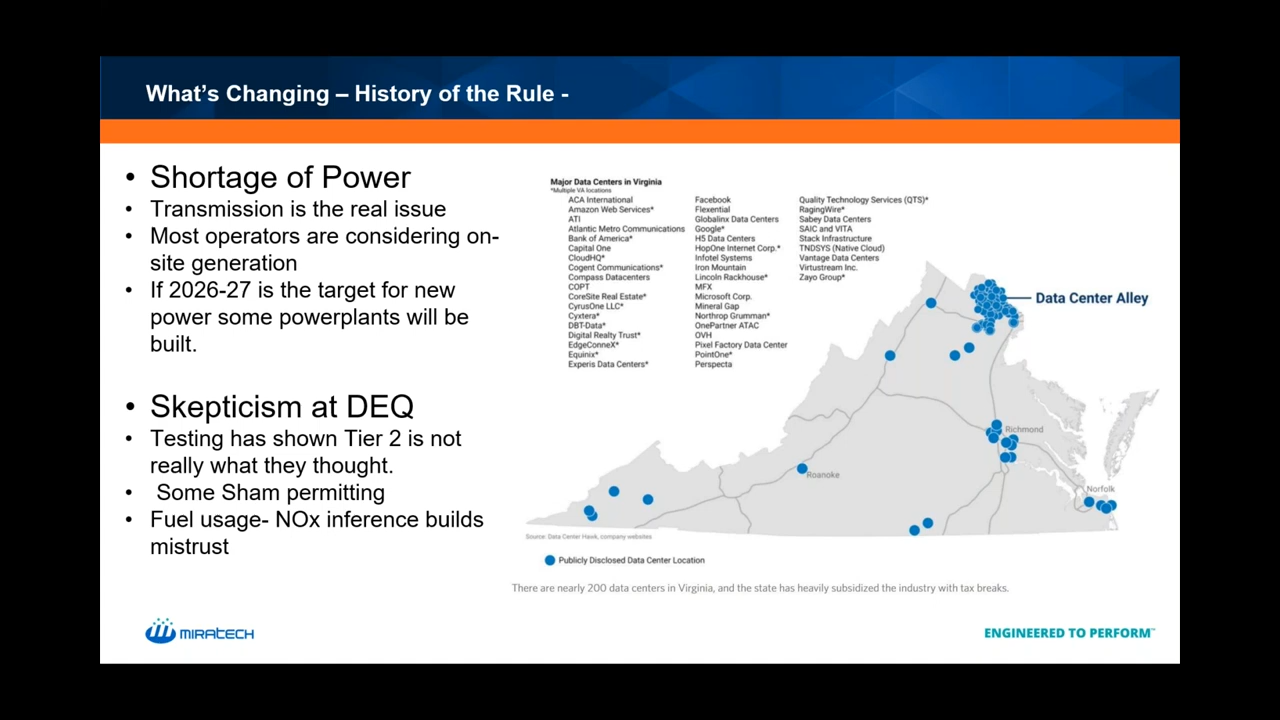 What's Changing – History of the Rule -
• Shortage of Power
• Transmission is the real issue
• Most operators are considering on-
site generation
• If 2026-27 is the target for new
power some powerplants will be
built.
• Skepticism at DEQ
• Testing has shown Tier 2 is not
really what they thought.
• Some Sham permitting
• Fuel usage- NOx inference builds
mistrust
Major Data Centers in Virginia
*Multiple VA locations
ACA International
Amazon Web Services*
ATI
Atlantic Metro Communications
Bank of America*
Capital One
CloudHQ*
Cogent Communications*
Compass Datacenters
COPT
CoreSite Real Estate*
CyrusOne LLC*
Cyxtera*
DBT-Data*
Digital Realty Trust*
EdgeConneX*
Equinix*
Experis Data Centers*
Facebook
Flexential
Globalinx Data Centers
Google*
H5 Data Centers
HopOne Internet Corp.*
Infotel Systems
Iron Mountain
Lincoln Rackhouse*
MFX
Microsoft Corp.
Mineral Gap
Northrop Grumman*
OnePartner ATAC
OVH
Pixel Factory Data Center
PointOne*
Perspecta
Quality Technology Services (QTS)*
RagingWire*
Sabey Data Centers
SAIC and VITA
Stack Infrastructure
TNDSYS (Native Cloud)
Vantage Data Centers
Virtustream Inc.
Zayo Group*
Data Center Alley
Richmond
Roanoke
Norfolk
Source: Data Center Hawk, company websites
Publicly Disclosed Data Center Location
There are nearly 200 data centers in Virginia, and the state has heavily subsidized the industry with tax breaks.
MIRATECH
ENGINEERED TO PERFORM™